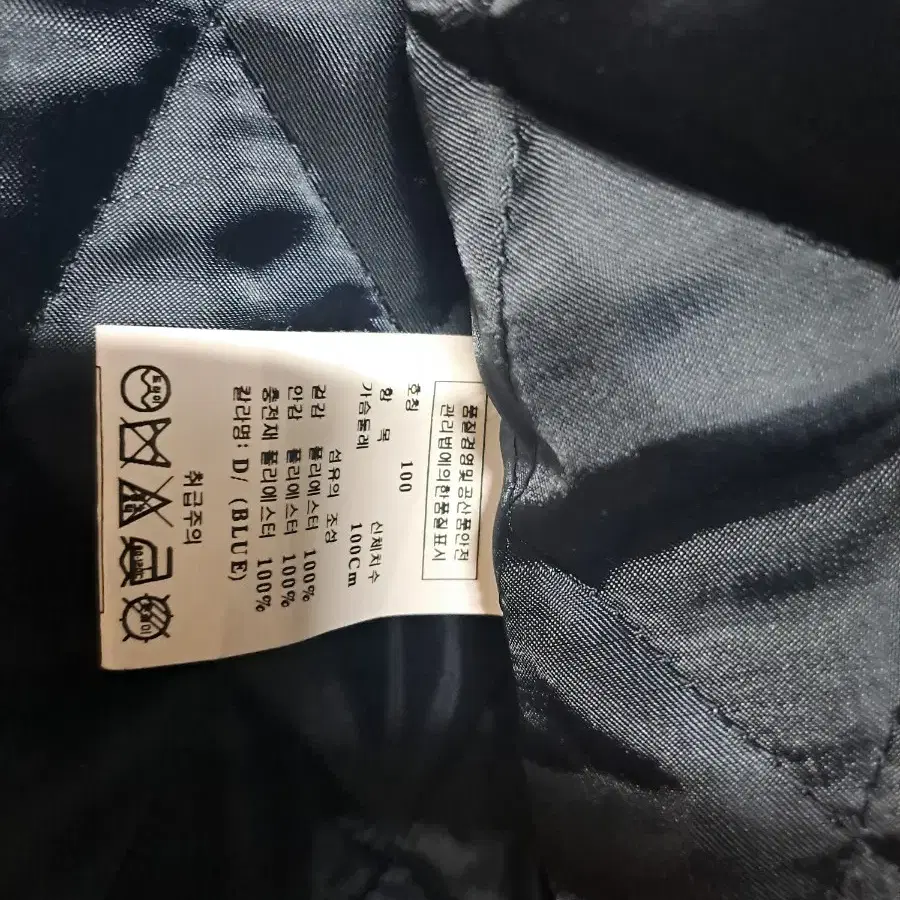 품질경영및공산품안전
관리법에의한품질표시
호칭 100
항 목 신체치수
가슴둘레 100Cm
섬유의 조성
겉감 폴리에스터 100%
안감 폴리에스터 100%
충전재 폴리에스터 100%
칼라명: D/ (BLUE)
취급주의
드라이